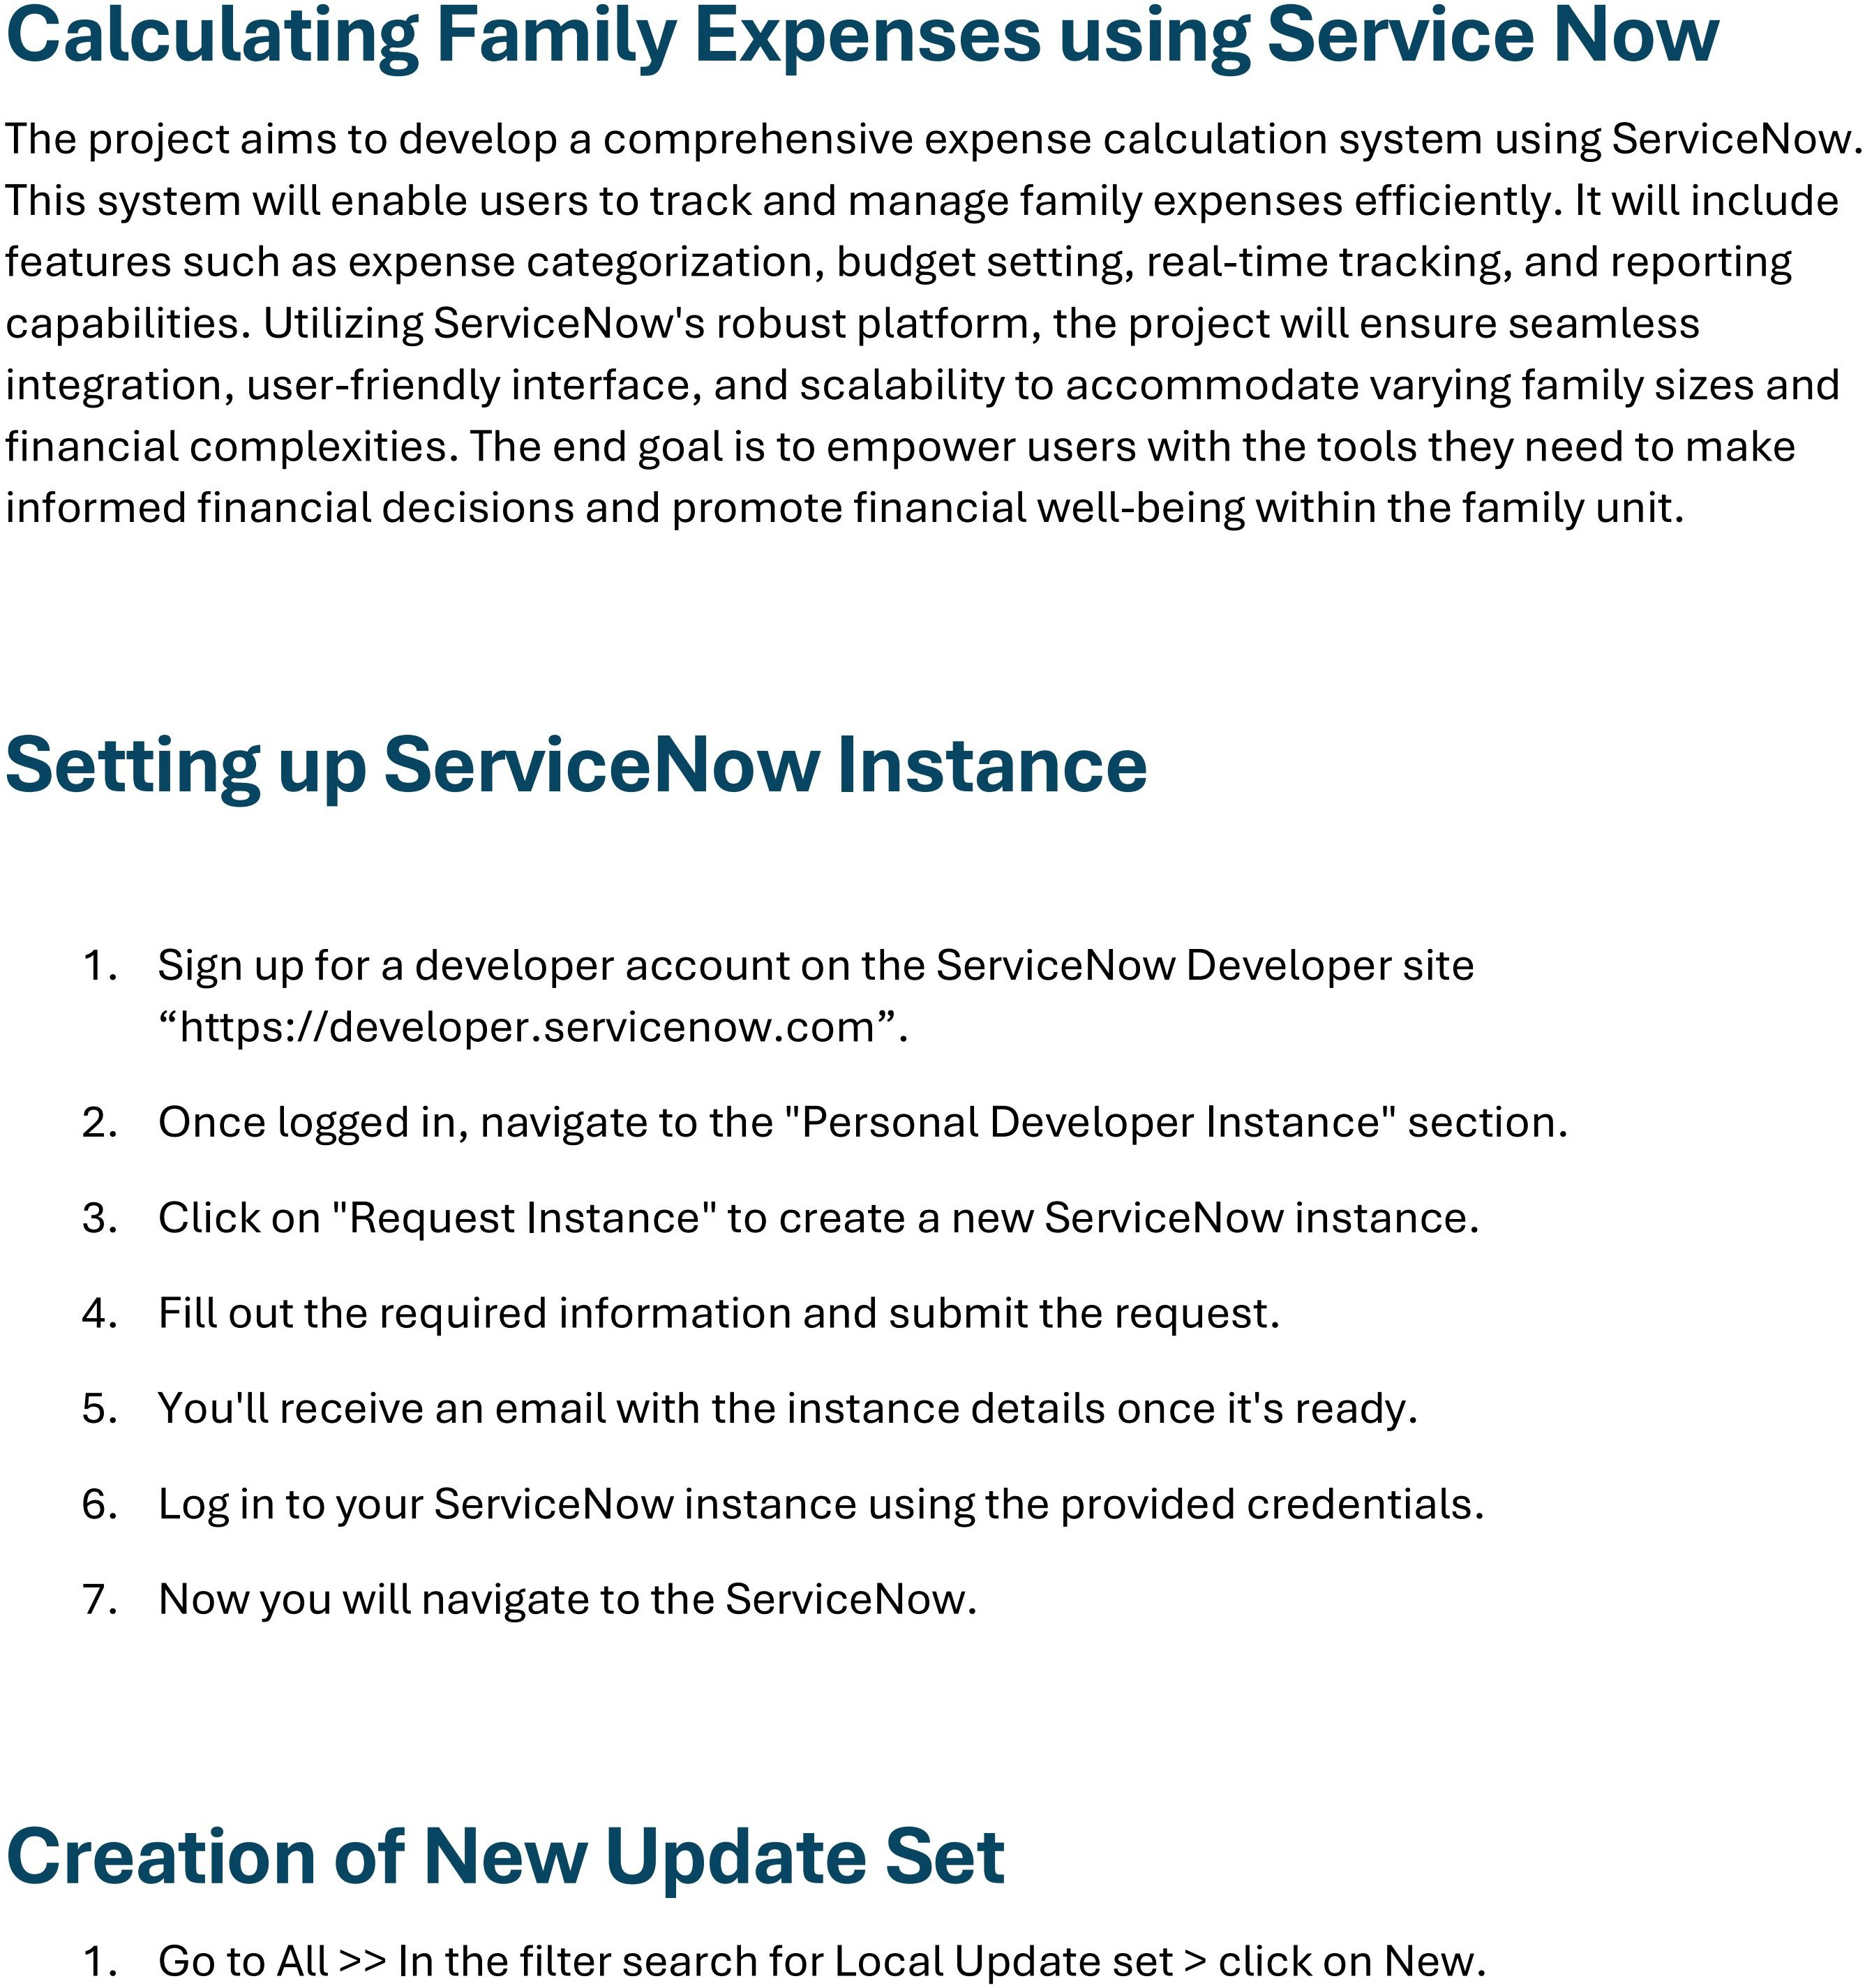 Calculating Family Expenses using Service Now
The project aims to develop a comprehensive expense calculation system using ServiceNow.
This system will enable users to track and manage family expenses efficiently. It will include
features such as expense categorization, budget setting, real-time tracking, and reporting
capabilities. Utilizing ServiceNow's robust platform, the project will ensure seamless
integration, user-friendly interface, and scalability to accommodate varying family sizes and
financial complexities. The end goal is to empower users with the tools they need to make
informed financial decisions and promote financial well-being within the family unit.
Setting up ServiceNow Instance
1. Sign up for a developer account on the ServiceNow Developer site
“https://developer.servicenow.com”.
2. Once logged in, navigate to the "Personal Developer Instance" section.
3. Click on "Request Instance" to create a new ServiceNow instance.
4. Fill out the required information and submit the request.
5. You'll receive an email with the instance details once it's ready.
6. Log in to your ServiceNow instance using the provided credentials.
7. Now you will navigate to the ServiceNow.
Creation of New Update Set
1. Go to All >> In the filter search for Local Update set > click on New.